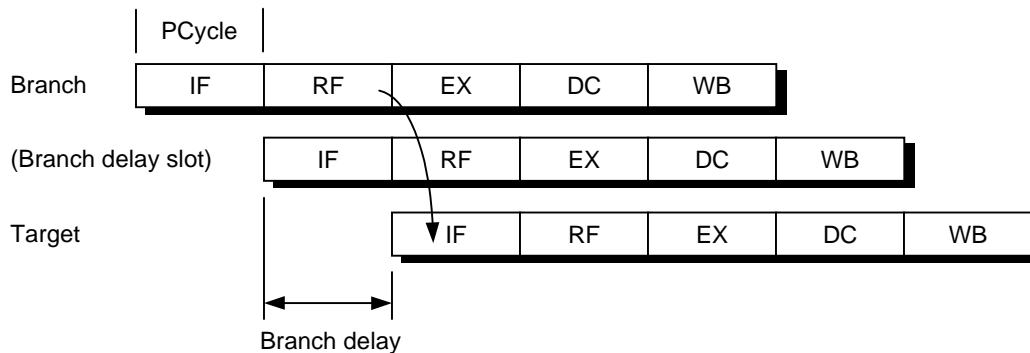 PCycle
Branch IF RF EX DC WB
(Branch delay slot) IF RF EX DC WB
Target IF RF EX DC WB
Branch delay